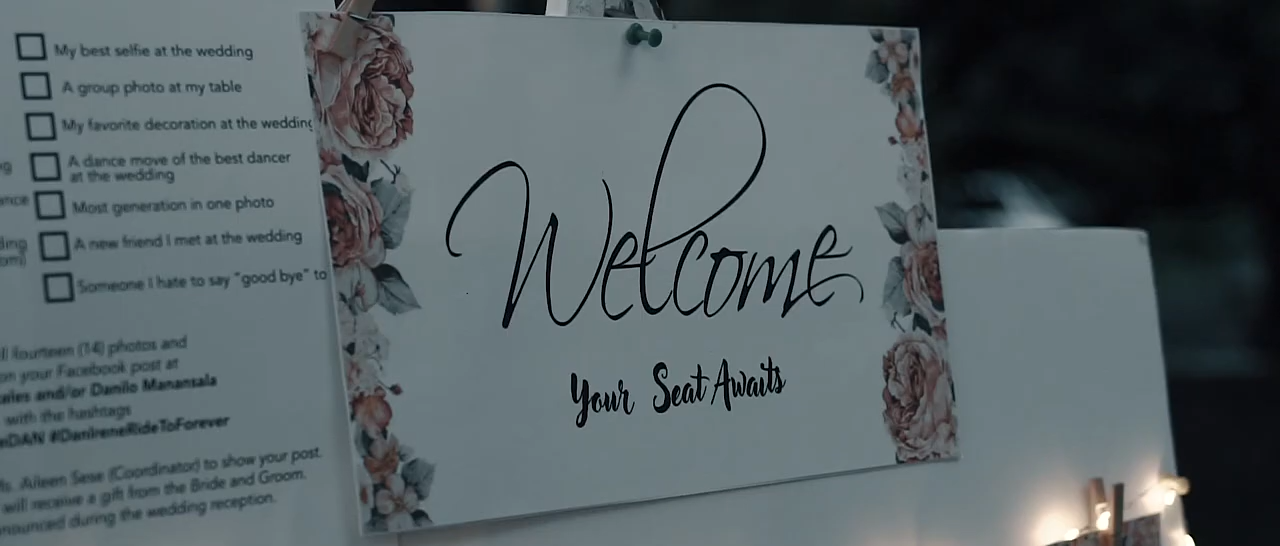 My best selfie at the wedding
A group photo at my table
My favorite decoration at the wedding
A dance move of the best dancer
at the wedding
Most generation in one photo
A new friend I met at the wedding
Someone I hate to say "good bye" to
fourteen (14) photos and
on your Facebook post at
and/or Danilo Manansala
with the hashtags
#DanIreneRideToForever
Aileen Sese (Coordinator) to show your post.
will receive a gift from the Bride and Groom.
during the wedding reception.
Welcome
Your Seat Awaits